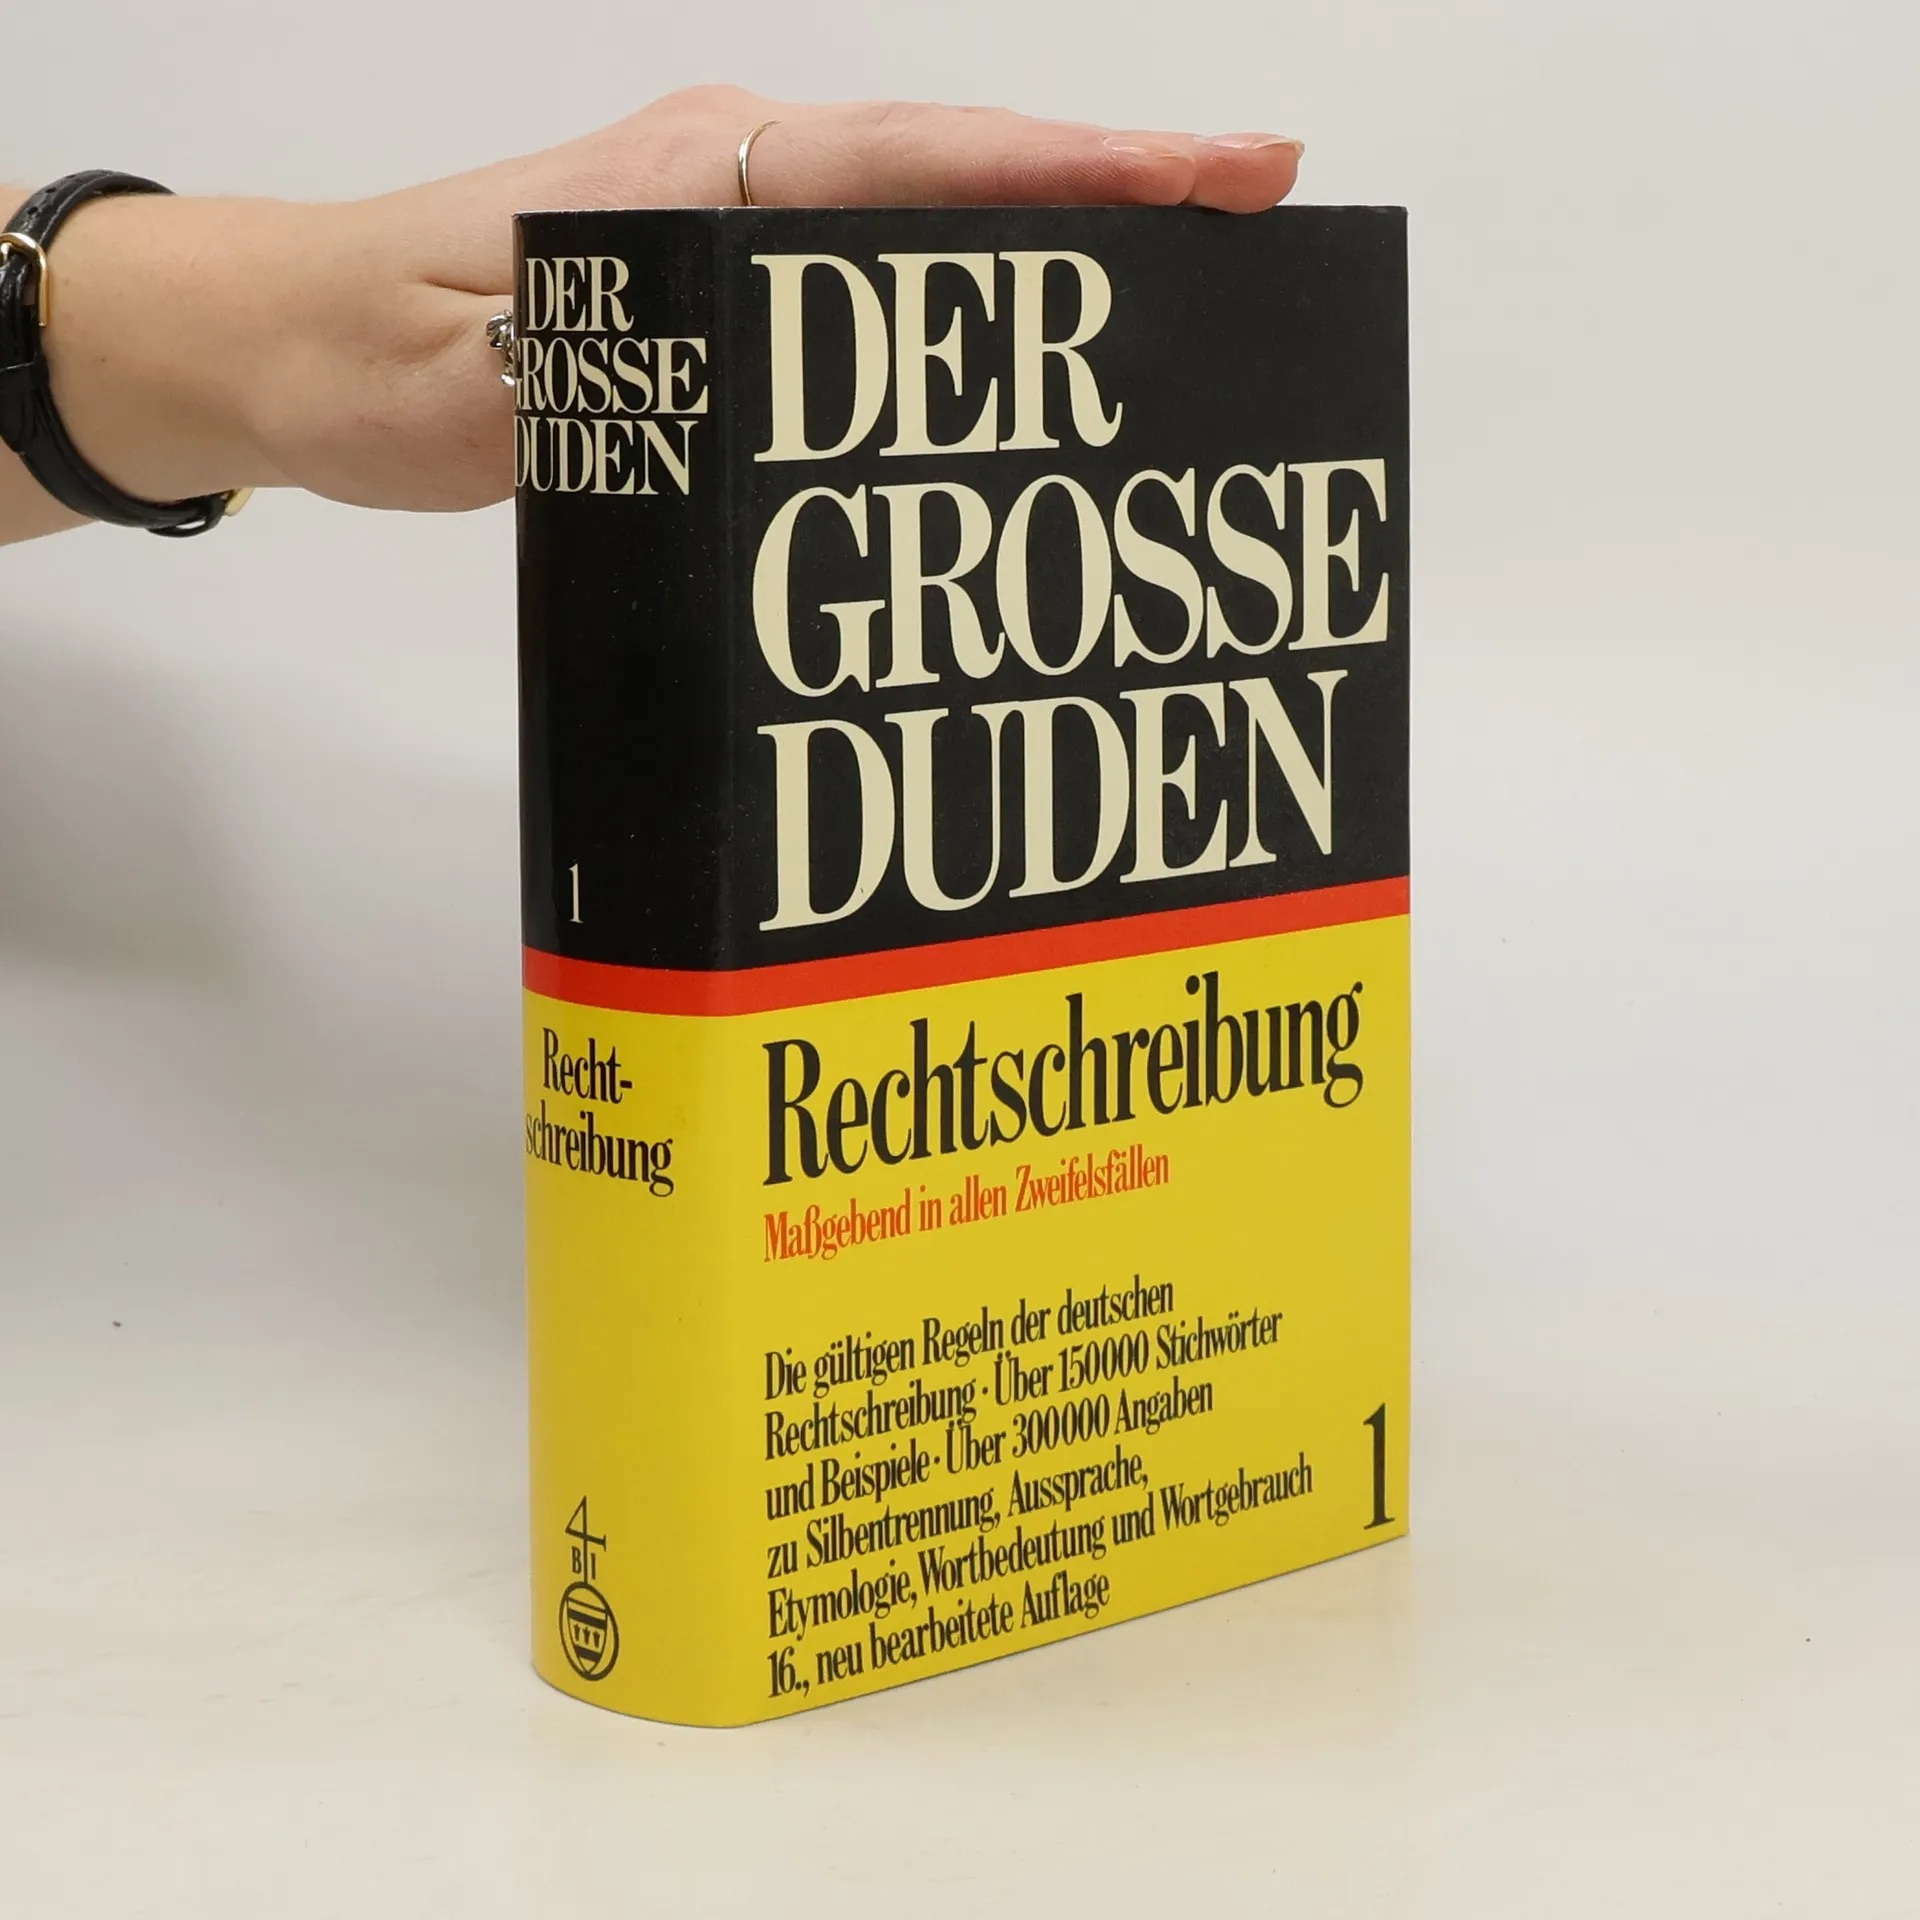 DER
GROSSE
DUDEN
1
Recht-
schreibung
4
B I
DER
GROSSE
DUDEN
Rechtschreibung
Maßgebend in allen Zweifelsfällen
Die gültigen Regeln der deutschen
Rechtschreibung · Über 150000 Stichwörter
und Beispiele · Über 300000 Angaben
zu Silbentrennung, Aussprache,
Etymologie, Wortbedeutung und Wortgebrauch
16., neu bearbeitete Auflage
1